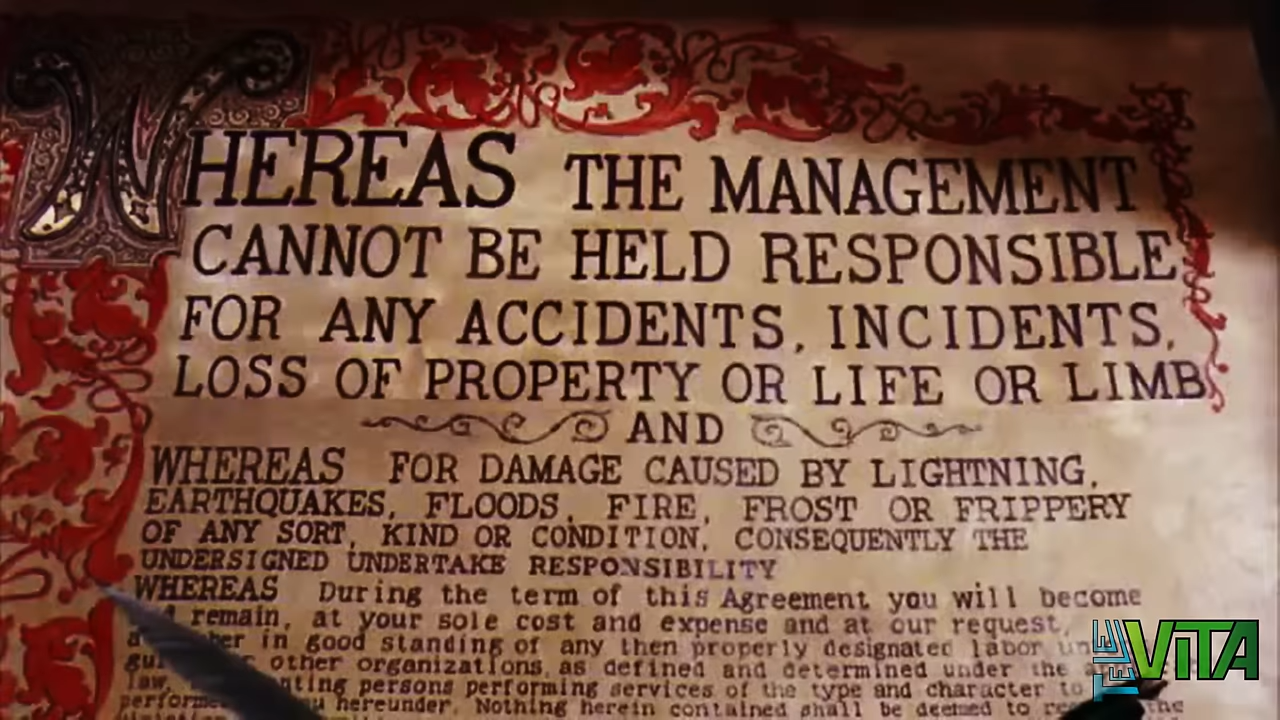 WHEREAS THE MANAGEMENT
CANNOT BE HELD RESPONSIBLE
FOR ANY ACCIDENTS, INCIDENTS,
LOSS OF PROPERTY OR LIFE OR LIMB
AND
WHEREAS FOR DAMAGE CAUSED BY LIGHTNING,
EARTHQUAKES, FLOODS, FIRE, FROST OR FRIPPERY
OF ANY SORT, KIND OR CONDITION, CONSEQUENTLY THE
UNDERSIGNED UNDERTAKE RESPONSIBILITY
WHEREAS During the term of this Agreement you will become
remain, at your sole cost and expense and at our request,
in good standing of any then properly designated labor
other organizations, as defined and determined under the
law, persons performing services of the type and character to
hereunder. Nothing herein contained shall be deemed to the
TELE ViTA